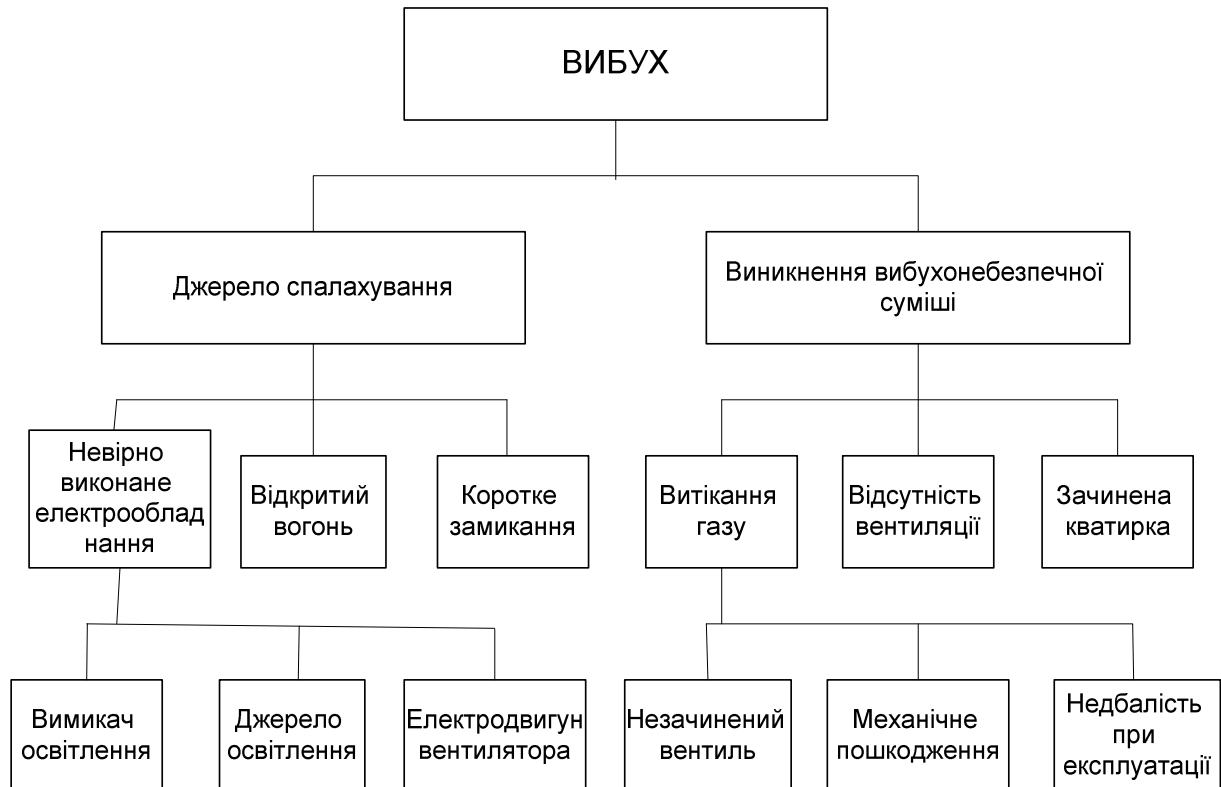 ВИБУХ
Джерело спалахування
Виникнення вибухонебезпечної
суміші
Невірно
виконане
електрооблад
нання
Відкритий
вогонь
Коротке
замикання
Витікання
газу
Відсутність
вентиляції
Зачинена
кватирка
Вимикач
освітлення
Джерело
освітлення
Електродвигун
вентилятора
Незачинений
вентиль
Механічне
пошкодження
Недбалість
при
експлуатації